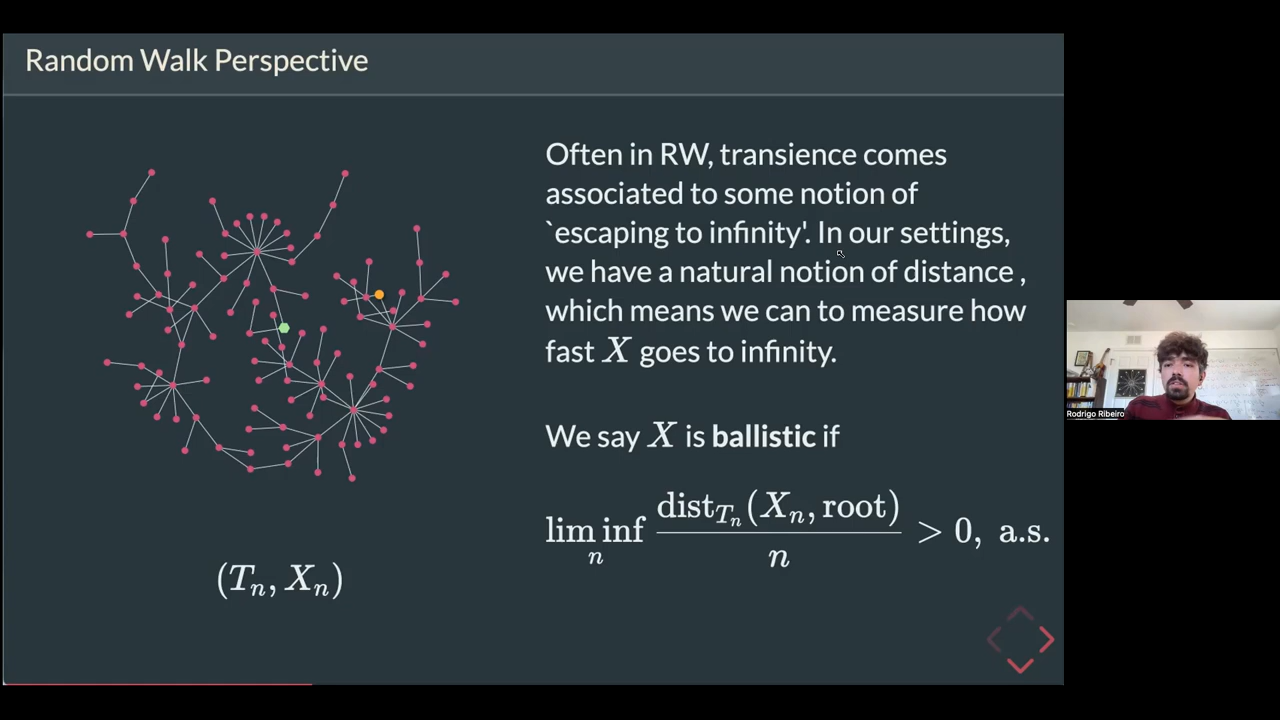 Random Walk Perspective
Often in RW, transience comes
associated to some notion of
`escaping to infinity'. In our settings,
we have a natural notion of distance ,
which means we can to measure how
fast X goes to infinity.
We say X is ballistic if
lim inf_n dist_{T_n}(X_n, root) / n > 0, a.s.
(T_n, X_n)
Rodrigo Ribeiro